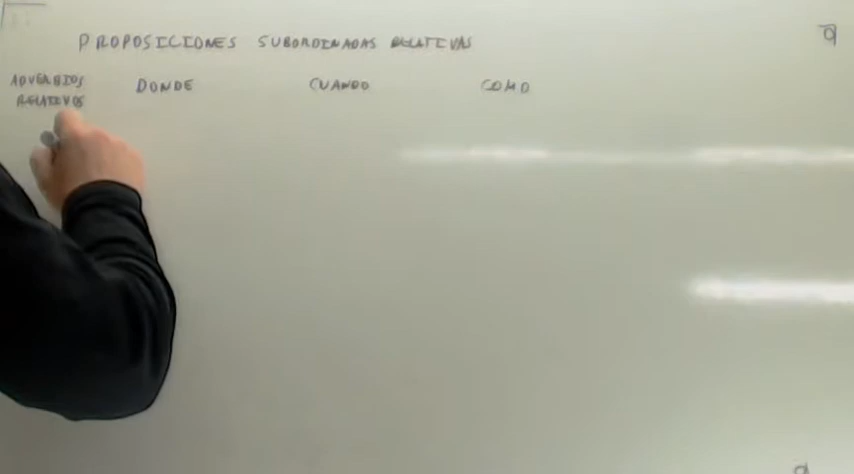 PROPOSICIONES SUBORDINADAS RELATIVAS
ADVERBIOS RELATIVOS DONDE CUANDO COMO